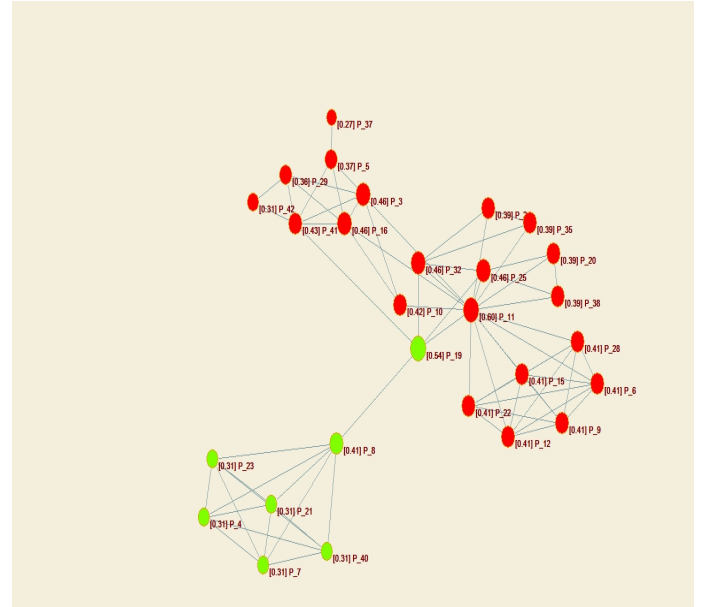 [0.27] P_37
[0.37] P_5
[0.36] P_29
[0.46] P_3
[0.31] P_42
[0.43] P_41
[0.46] P_16
[0.39]
[0.39] P_35
[0.39] P_20
[0.46] P_32
[0.46] P_25
[0.39] P_38
[0.42] P_10
[0.60] P_11
[0.41] P_28
[0.54] P_19
[0.41] P_15
[0.41] P_6
[0.41] P_22
[0.41] P_9
[0.41] P_12
[0.41] P_8
[0.31] P_23
[0.31] P_21
[0.31] P_4
[0.31] P_40
[0.31] P_7